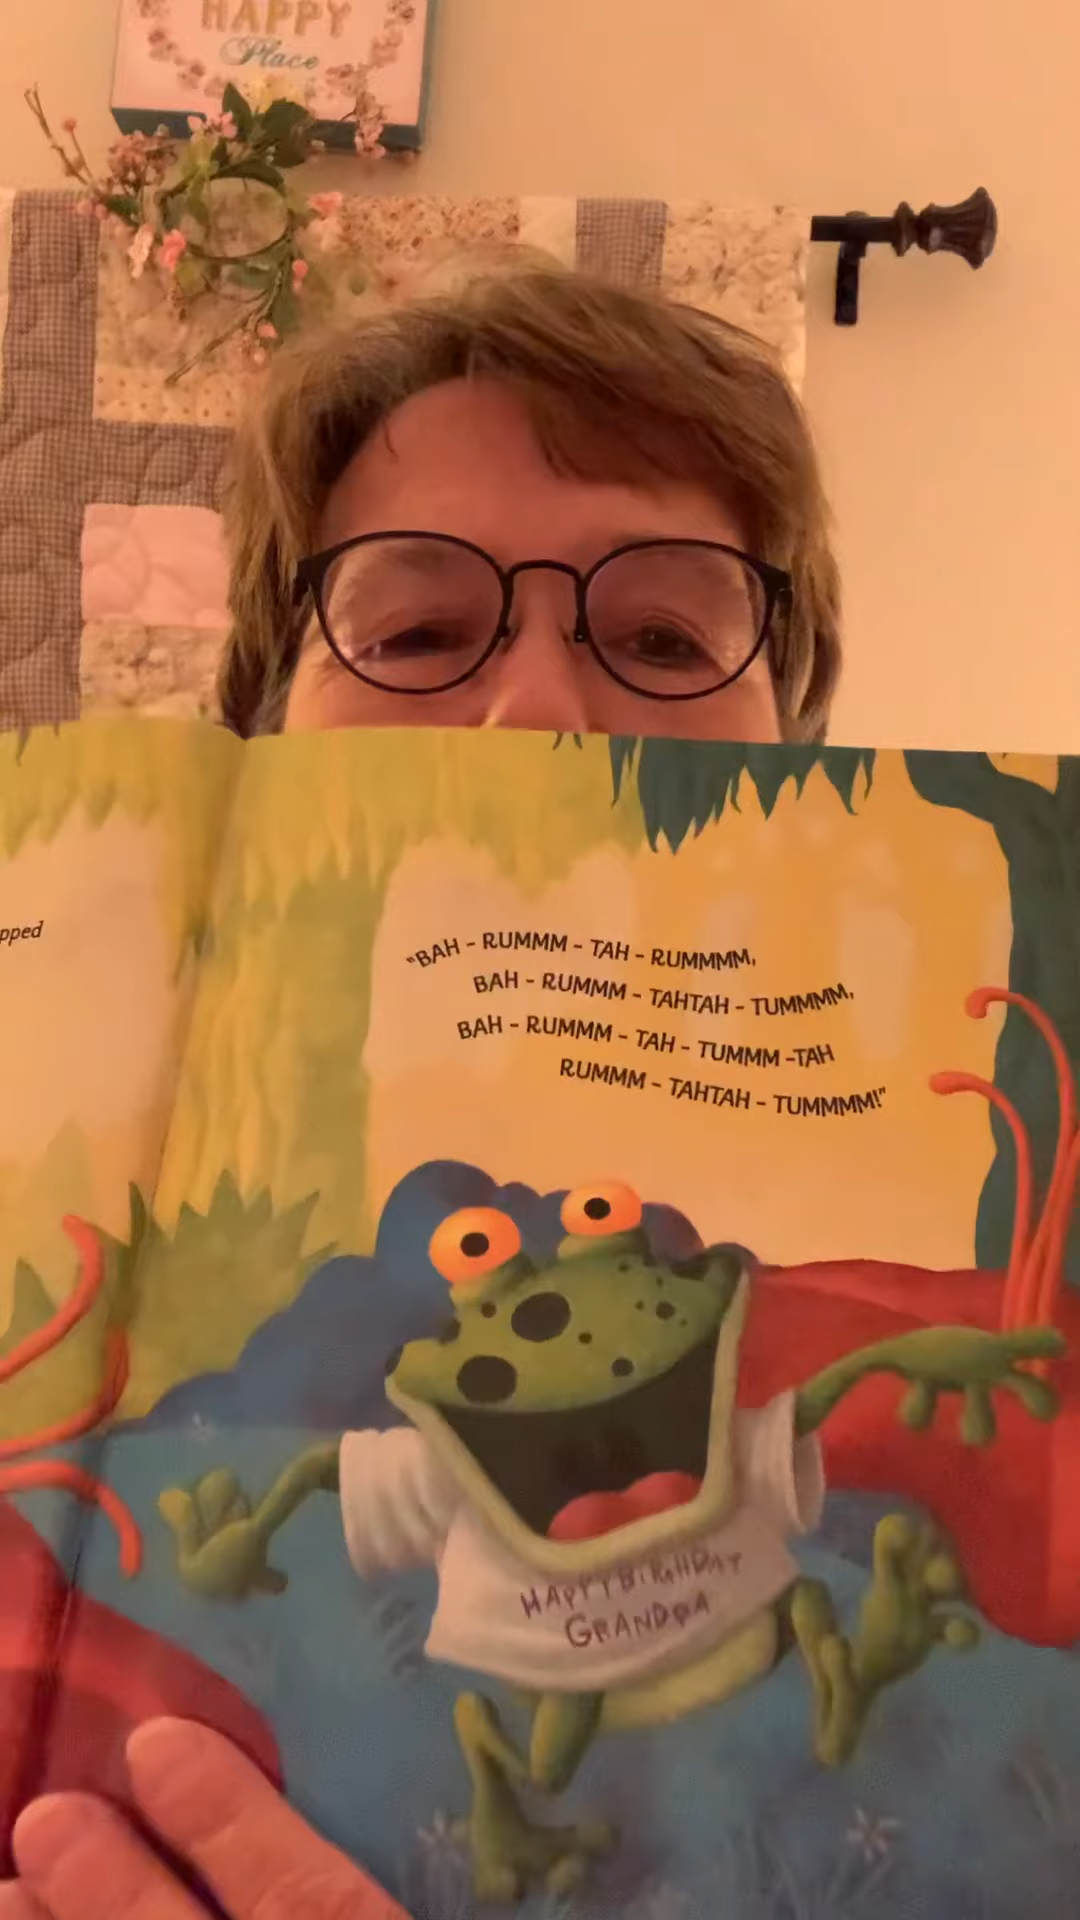 HAPPY
Place
pped
"BAH - RUMMM - TAH - RUMMMM,
BAH - RUMMM - TAHTAH - TUMMMM,
BAH - RUMMM - TAH - TUMMM -TAH
RUMMM - TAHTAH - TUMMMM!"
HAPPY BIRTHDAY
GRANDPA